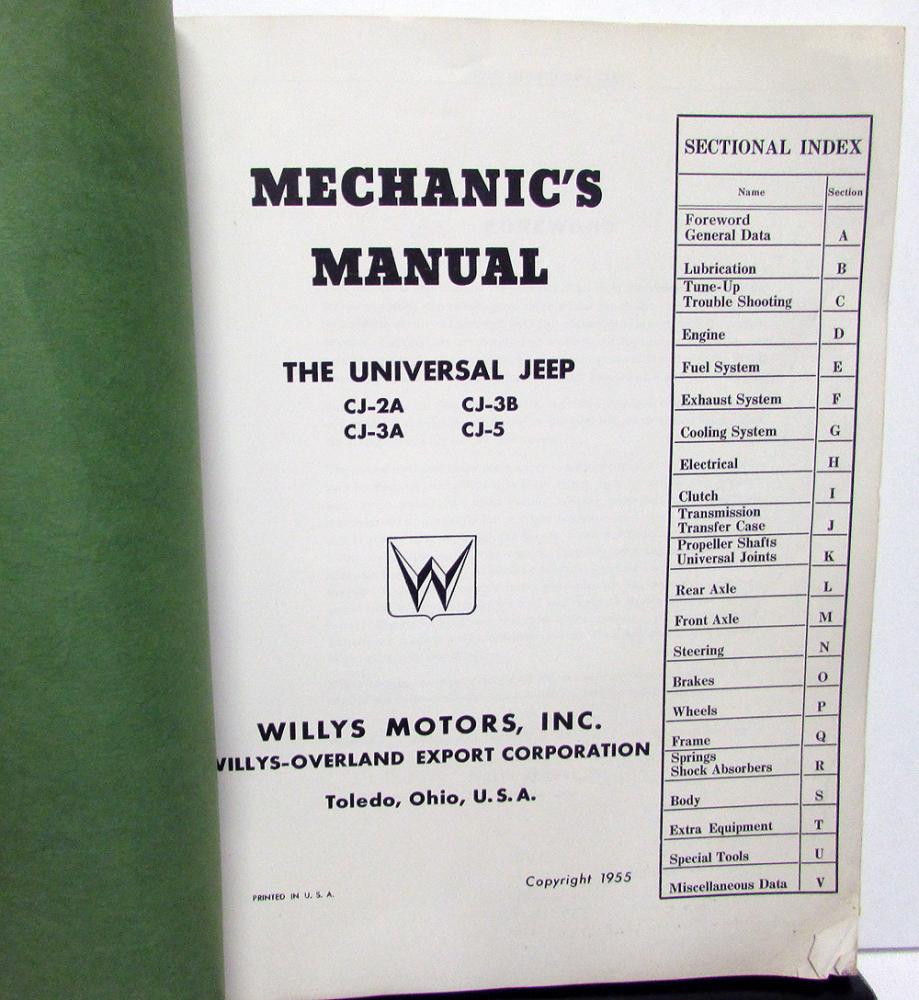 MECHANIC'S
MANUAL
THE UNIVERSAL JEEP
CJ-2A CJ-3B
CJ-3A CJ-5
W
WILLYS MOTORS, INC.
WILLYS-OVERLAND EXPORT CORPORATION
Toledo, Ohio, U.S.A.
Copyright 1955
PRINTED IN U. S. A.
SECTIONAL INDEX
Name Section
Foreword
General Data A
Lubrication B
Tune-Up
Trouble Shooting C
Engine D
Fuel System E
Exhaust System F
Cooling System G
Electrical H
Clutch I
Transmission
Transfer Case J
Propeller Shafts
Universal Joints K
Rear Axle L
Front Axle M
Steering N
Brakes O
Wheels P
Frame Q
Springs
Shock Absorbers R
Body S
Extra Equipment T
Special Tools U
Miscellaneous Data V